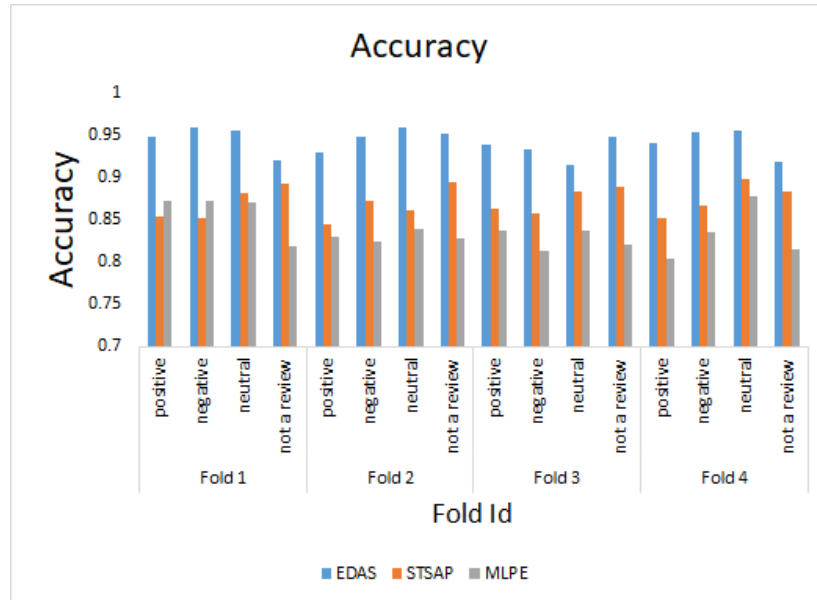 Accuracy
Accuracy
1
0.95
0.9
0.85
0.8
0.75
0.7
positive negative neutral not a review positive negative neutral not a review positive negative neutral not a review positive negative neutral not a review
Fold 1 Fold 2 Fold 3 Fold 4
Fold Id
EDAS STSAP MLPE